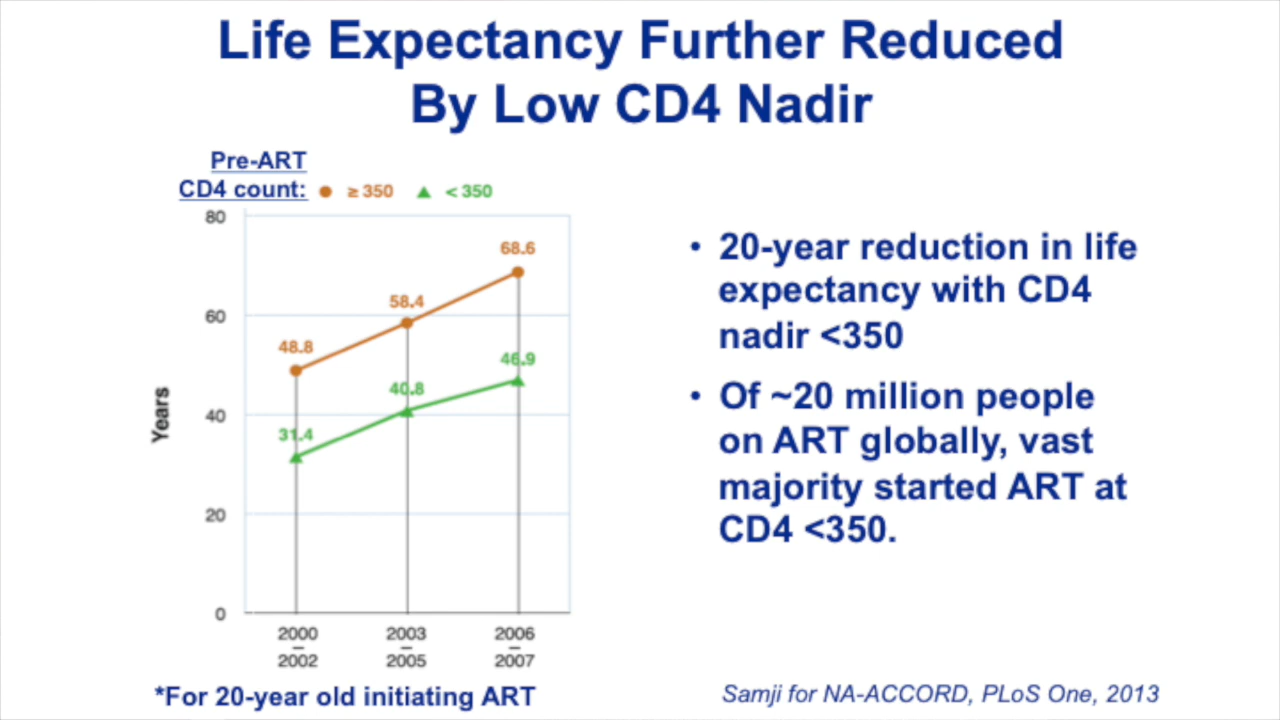 Life Expectancy Further Reduced
By Low CD4 Nadir
Pre-ART
CD4 count: ≥ 350 < 350
80
60
40
20
0
Years
68.6
58.4
48.8
46.9
40.8
31.4
2000 – 2002
2003 – 2005
2006 – 2007
*For 20-year old initiating ART
• 20-year reduction in life
expectancy with CD4
nadir <350
• Of ~20 million people
on ART globally, vast
majority started ART at
CD4 <350.
Samji for NA-ACCORD, PLoS One, 2013